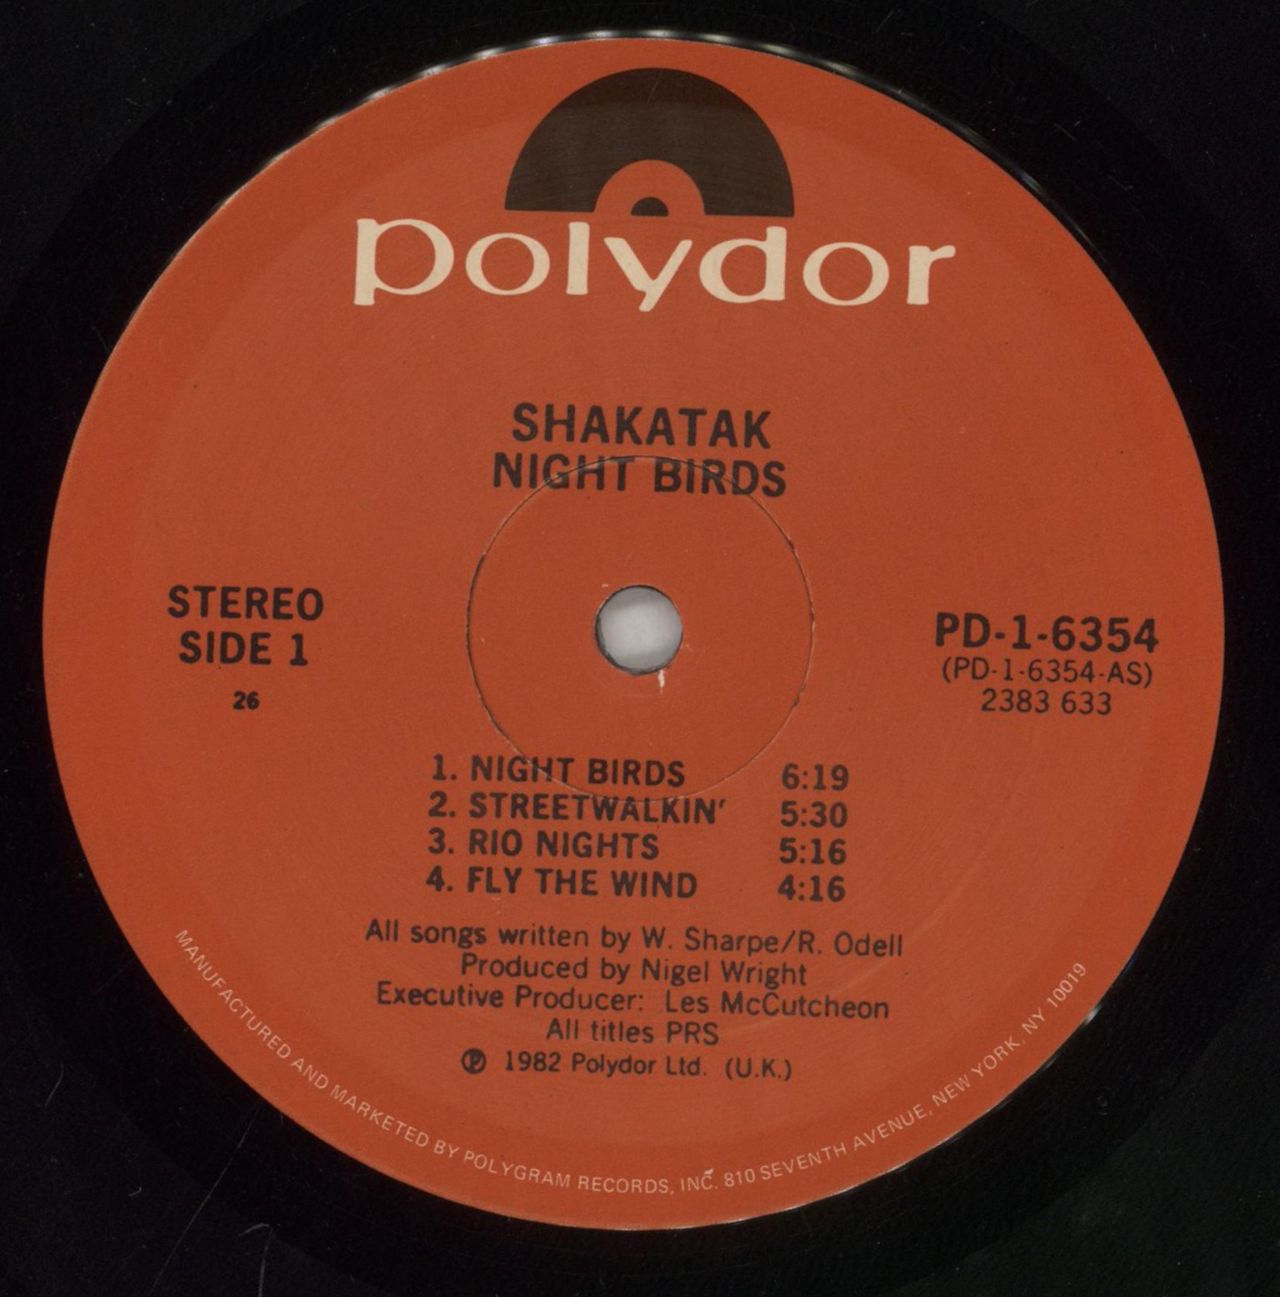 polydor
SHAKATAK
NIGHT BIRDS
STEREO
SIDE 1
26
PD-1-6354
(PD-1-6354-AS)
2383 633
1. NIGHT BIRDS 6:19
2. STREETWALKIN' 5:30
3. RIO NIGHTS 5:16
4. FLY THE WIND 4:16
All songs written by W. Sharpe/R. Odell
Produced by Nigel Wright
Executive Producer: Les McCutcheon
All titles PRS
℗ 1982 Polydor Ltd. (U.K.)
MANUFACTURED AND MARKETED BY POLYGRAM RECORDS, INC. 810 SEVENTH AVENUE, NEW YORK, NY 10019